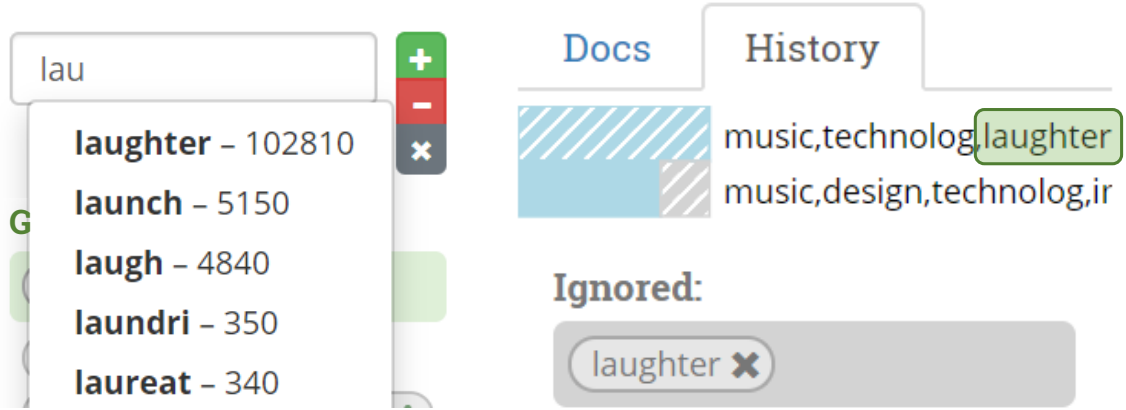 lau
laughter – 102810
launch – 5150
laugh – 4840
laundri – 350
laureat – 340
G
Docs
History
music,technolog,laughter
music,design,technolog,ir
Ignored:
laughter